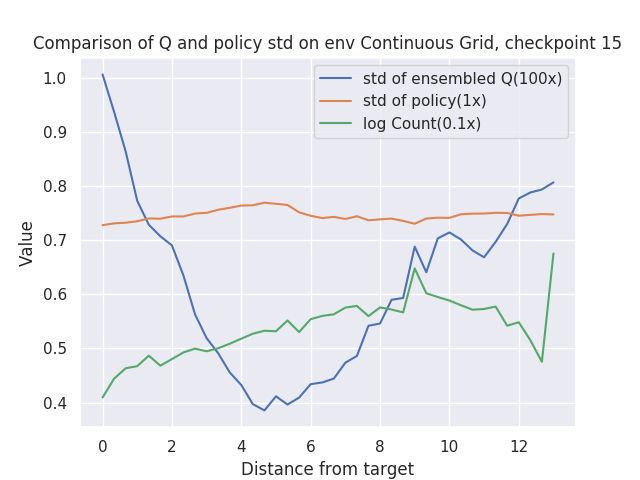 Comparison of Q and policy std on env Continuous Grid, checkpoint 15
std of ensembled Q(100x)
std of policy(1x)
log Count(0.1x)
Value
1.0
0.9
0.8
0.7
0.6
0.5
0.4
0 2 4 6 8 10 12
Distance from target